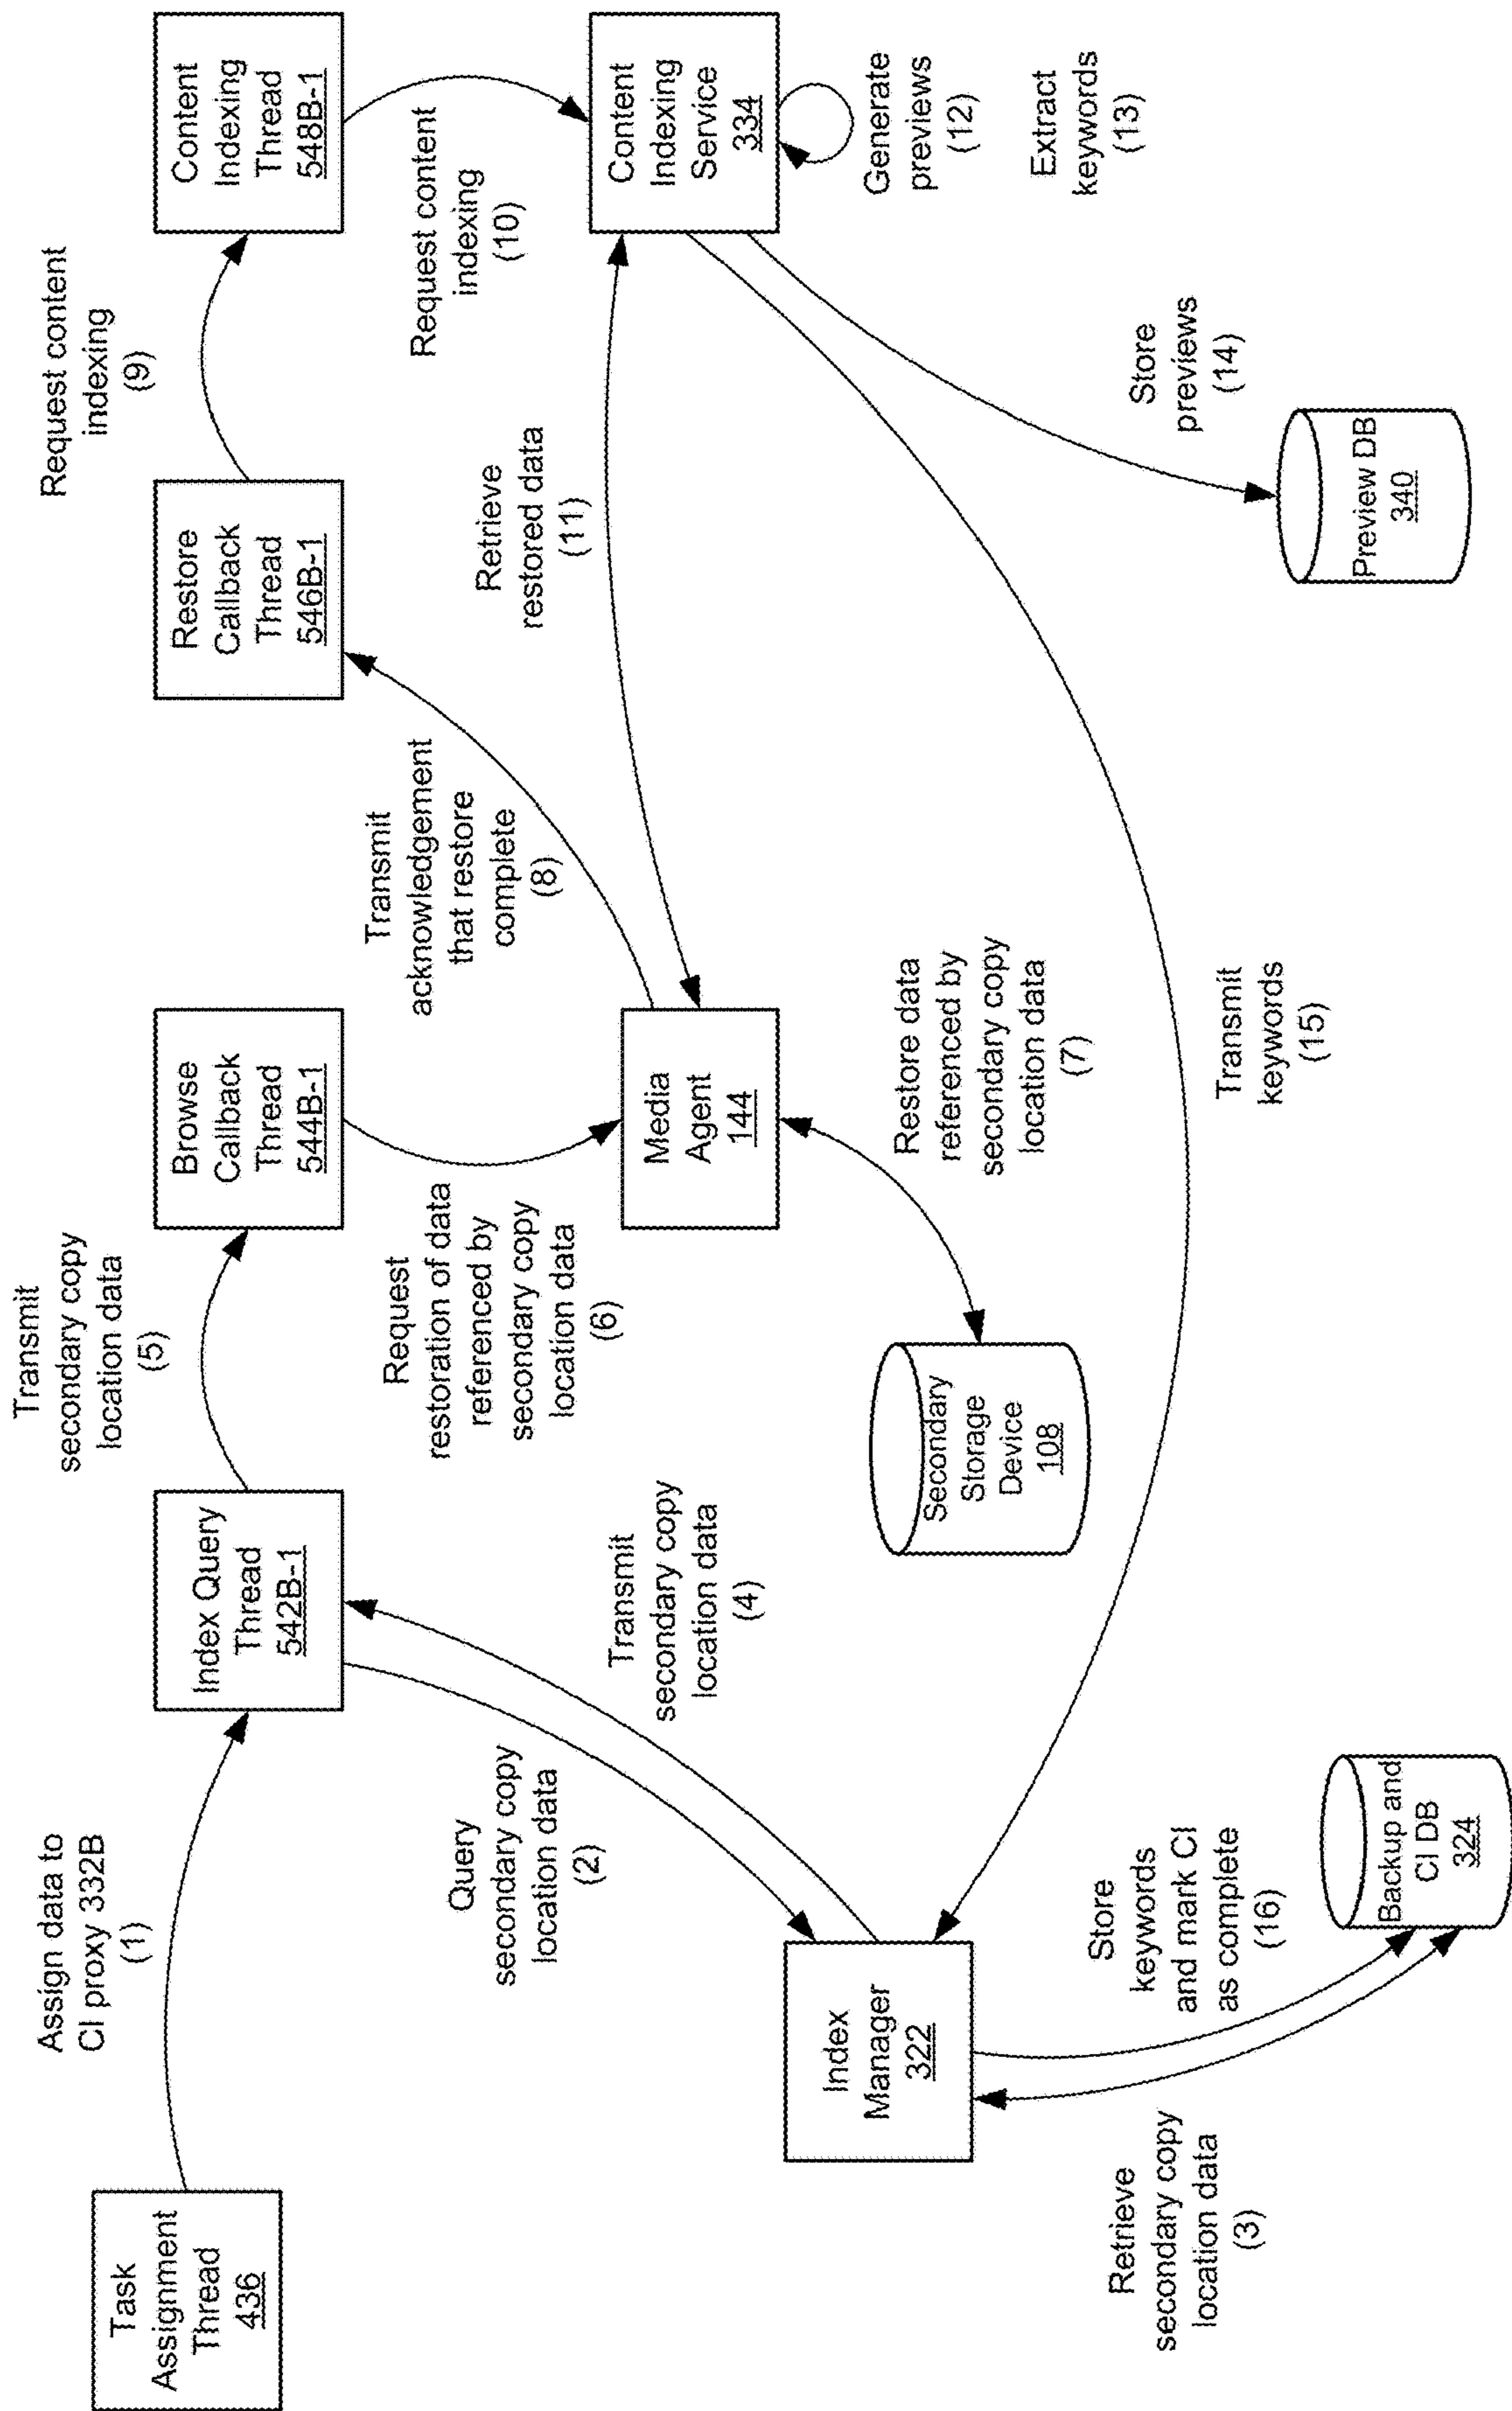 Task
Assignment
Thread
436
Assign data to
CI proxy 332B
(1)
Index Query
Thread
542B-1
Query
secondary copy
location data
(2)
Index
Manager
322
Retrieve
secondary copy
location data
(3)
Backup and
CI DB
324
Transmit
secondary copy
location data
(4)
Transmit
secondary copy
location data
(5)
Browse
Callback
Thread
544B-1
Request
restoration of data
referenced by
secondary copy
location data
(6)
Media
Agent
144
Restore data
referenced by
secondary copy
location data
(7)
Secondary
Storage
Device
108
Transmit
acknowledgement
that restore
complete
(8)
Restore
Callback
Thread
546B-1
Request content
indexing
(9)
Content
Indexing
Thread
548B-1
Request content
indexing
(10)
Content
Indexing
Service
334
Retrieve
restored data
(11)
Generate
previews
(12)
Extract
keywords
(13)
Store
previews
(14)
Preview DB
340
Transmit
keywords
(15)
Store
keywords
and mark CI
as complete
(16)